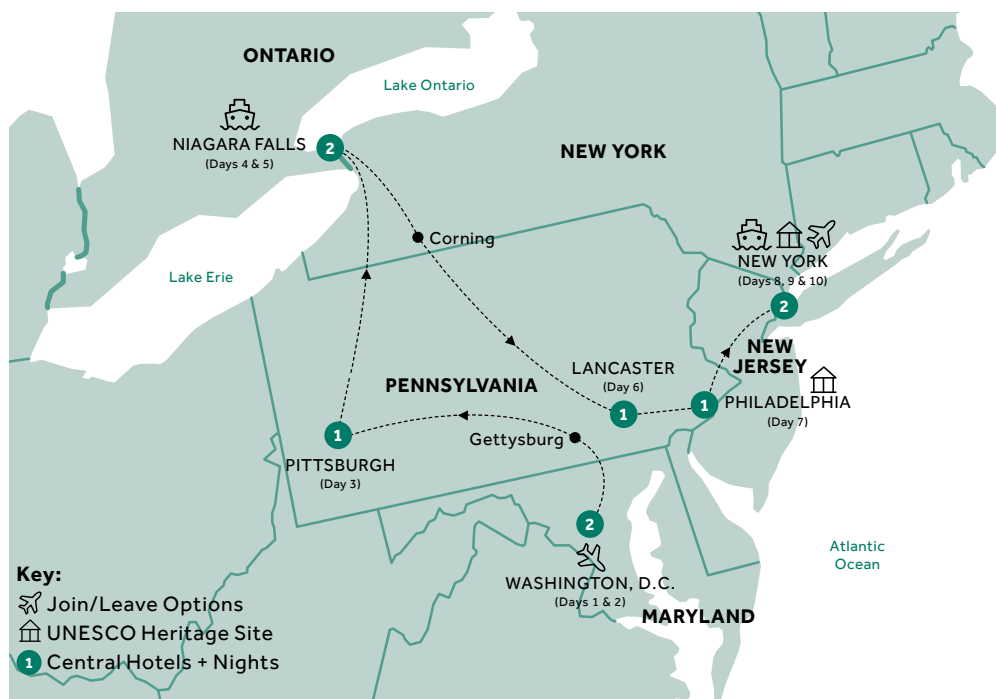 ONTARIO
Lake Ontario
NIAGARA FALLS
(Days 4 & 5)
2
NEW YORK
Corning
Lake Erie
NEW YORK
(Days 8, 9 & 10)
2
NEW
JERSEY
LANCASTER
(Day 6)
1
PENNSYLVANIA
1
PHILADELPHIA
(Day 7)
1
PITTSBURGH
(Day 3)
Gettysburg
2
WASHINGTON, D.C.
(Days 1 & 2)
MARYLAND
Atlantic
Ocean
Key:
Join/Leave Options
UNESCO Heritage Site
1 Central Hotels + Nights